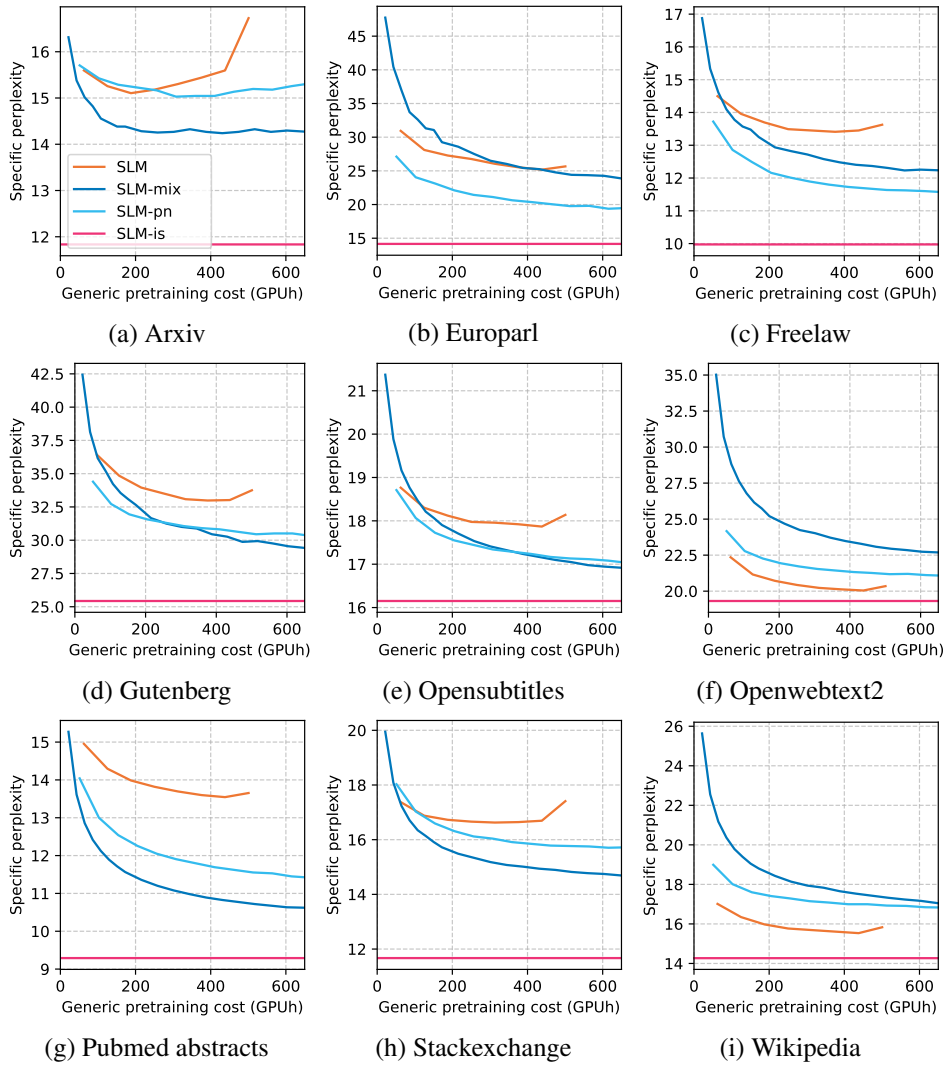 Specific perplexity
16
15
14
13
12
SLM
SLM-mix
SLM-pn
SLM-is
0 200 400 600
Generic pretraining cost (GPUh)
(a) Arxiv
Specific perplexity
45
40
35
30
25
20
15
0 200 400 600
Generic pretraining cost (GPUh)
(b) Europarl
Specific perplexity
17
16
15
14
13
12
11
10
0 200 400 600
Generic pretraining cost (GPUh)
(c) Freelaw
Specific perplexity
42.5
40.0
37.5
35.0
32.5
30.0
27.5
25.0
0 200 400 600
Generic pretraining cost (GPUh)
(d) Gutenberg
Specific perplexity
21
20
19
18
17
16
0 200 400 600
Generic pretraining cost (GPUh)
(e) Opensubtitles
Specific perplexity
35.0
32.5
30.0
27.5
25.0
22.5
20.0
0 200 400 600
Generic pretraining cost (GPUh)
(f) Openwebtext2
Specific perplexity
15
14
13
12
11
10
9
0 200 400 600
Generic pretraining cost (GPUh)
(g) Pubmed abstracts
Specific perplexity
20
18
16
14
12
0 200 400 600
Generic pretraining cost (GPUh)
(h) Stackexchange
Specific perplexity
26
24
22
20
18
16
14
0 200 400 600
Generic pretraining cost (GPUh)
(i) Wikipedia